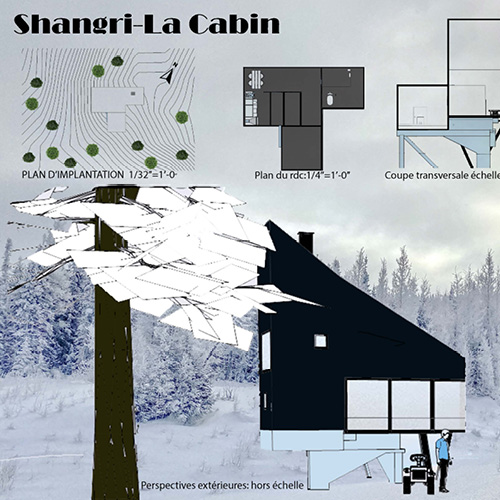 Shangri-La Cabin
PLAN D'IMPLANTATION 1/32"=1'-0
Plan du rdc:1/4"=1'-0"
Coupe transversale échelle
Perspectives extérieures: hors échelle